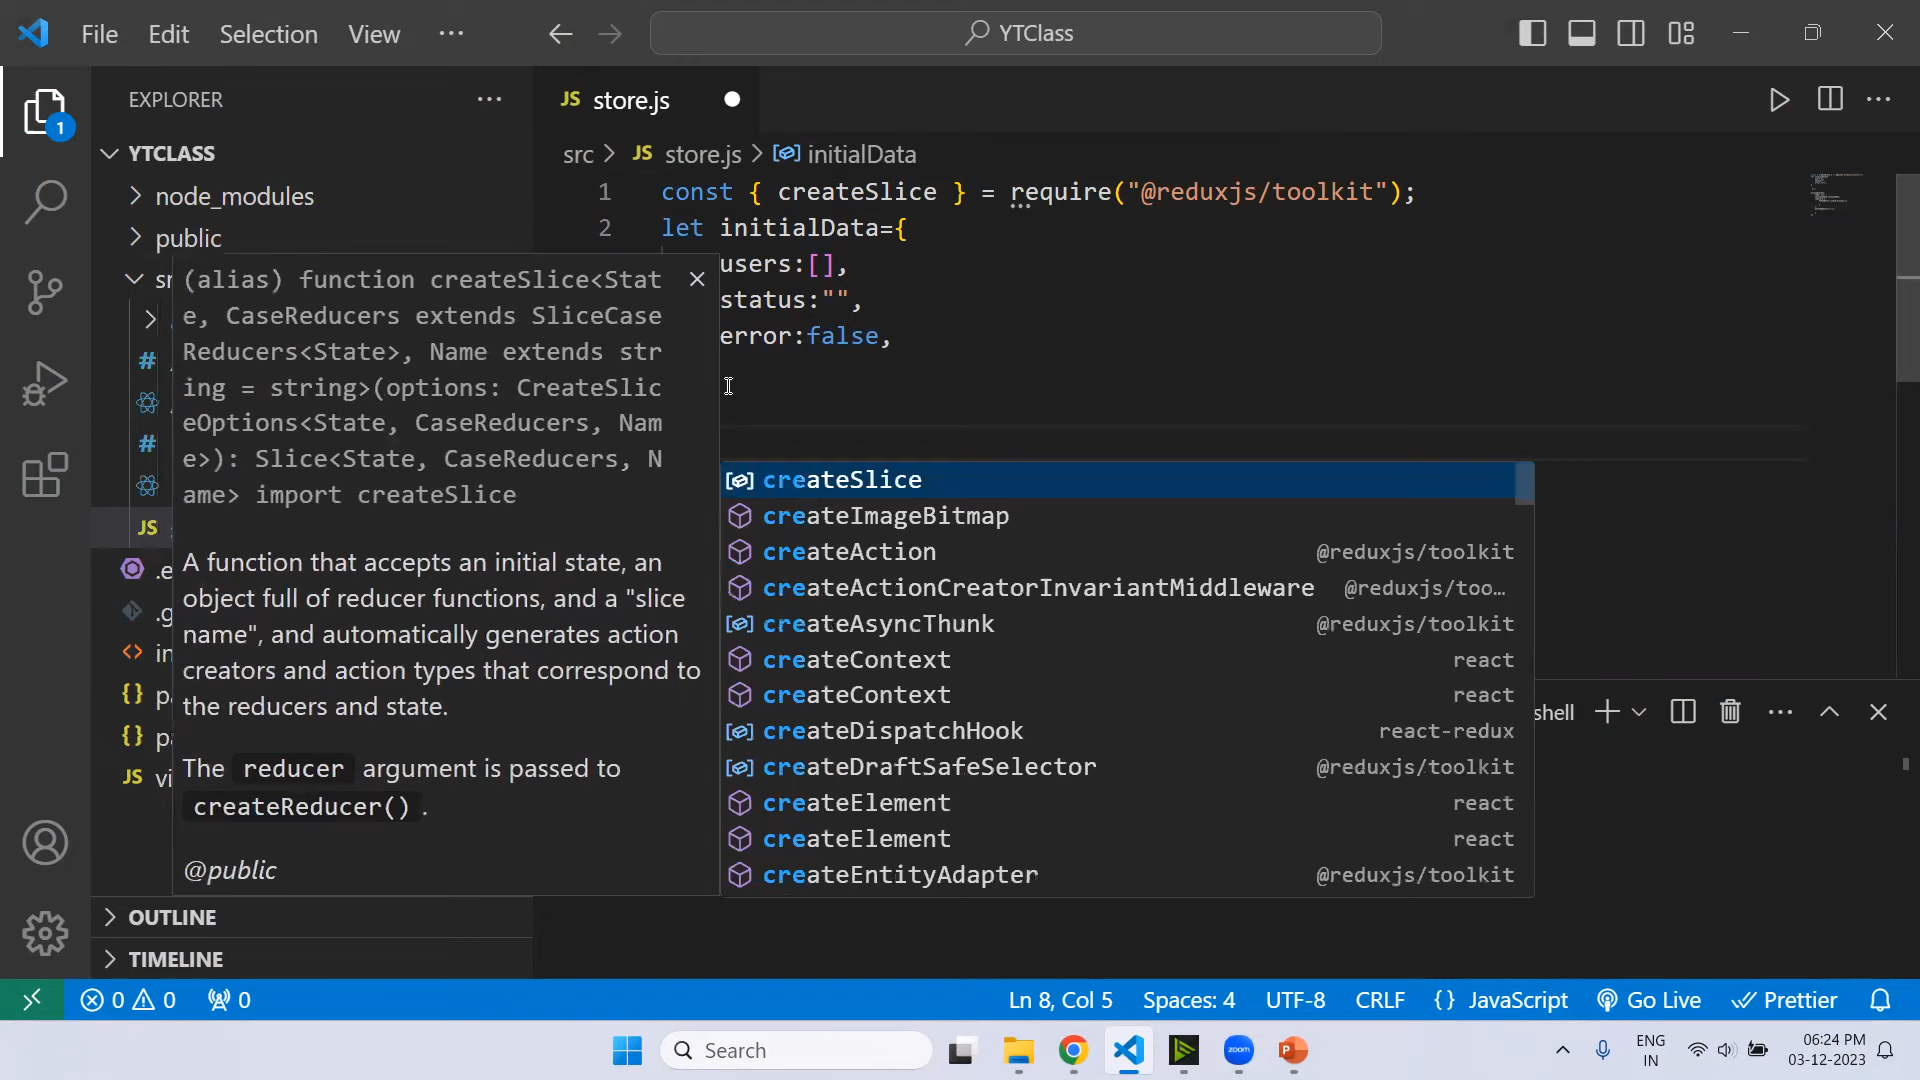 File Edit Selection View ...
YTClass
EXPLORER
YTCLASS
node_modules
public
JS store.js
src > JS store.js > initialData
1 const { createSlice } = require("@reduxjs/toolkit");
2 let initialData={
users:[],
status:"",
error:false,
(alias) function createSlice<Stat
e, CaseReducers extends SliceCase
Reducers<State>, Name extends str
ing = string>(options: CreateSlic
eOptions<State, CaseReducers, Nam
e>): Slice<State, CaseReducers, N
ame> import createSlice
A function that accepts an initial state, an
object full of reducer functions, and a "slice
name", and automatically generates action
creators and action types that correspond to
the reducers and state.
The reducer argument is passed to
createReducer() .
@public
createSlice
createImageBitmap
createAction @reduxjs/toolkit
createActionCreatorInvariantMiddleware @reduxjs/too...
createAsyncThunk @reduxjs/toolkit
createContext react
createContext react
createDispatchHook react-redux
createDraftSafeSelector @reduxjs/toolkit
createElement react
createElement react
createEntityAdapter @reduxjs/toolkit
OUTLINE
TIMELINE
0 0 0
Ln 8, Col 5 Spaces: 4 UTF-8 CRLF {} JavaScript Go Live Prettier
Search
zoom
ENG
IN
06:24 PM
03-12-2023